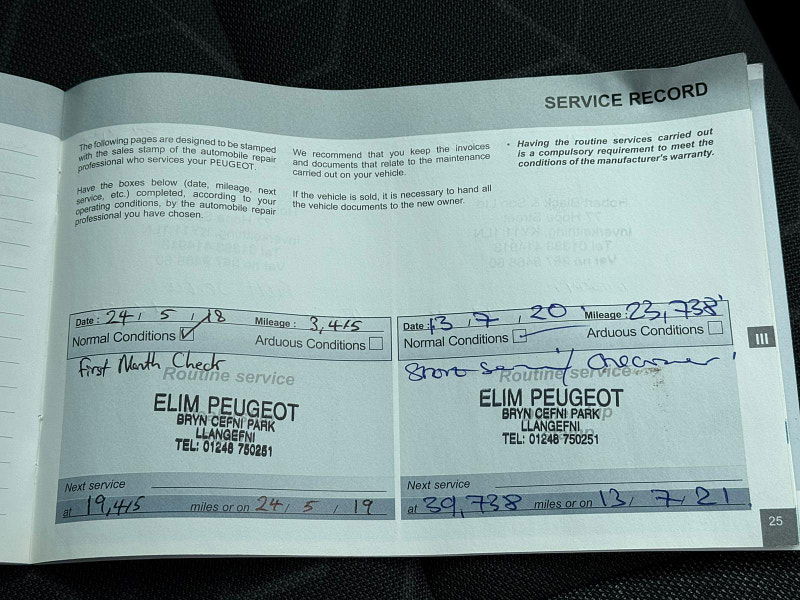 SERVICE RECORD
The following pages are designed to be stamped
with the sales stamp of the automobile repair
professional who services your PEUGEOT.
Have the boxes below (date, mileage, next
service, etc.) completed, according to your
operating conditions, by the automobile repair
professional you have chosen.
We recommend that you keep the invoices
and documents that relate to the maintenance
carried out on your vehicle.
If the vehicle is sold, it is necessary to hand all
the vehicle documents to the new owner.
• Having the routine services carried out
is a compulsory requirement to meet the
conditions of the manufacturer's warranty.
Date : 24 / 5 / 18 Mileage : 3,415
Normal Conditions Arduous Conditions
First Month Check
Routine service
ELIM PEUGEOT
BRYN CEFNI PARK
LLANGEFNI
TEL: 01248 750251
Next service
at 19,415 miles or on 24 / 5 / 19
Date : 13 / 7 / 20 Mileage : 23,738
Normal Conditions Arduous Conditions
Routine service
ELIM PEUGEOT
BRYN CEFNI PARK
LLANGEFNI
TEL: 01248 750251
Next service
at 39,738 miles or on 13 / 7 / 21
III
25